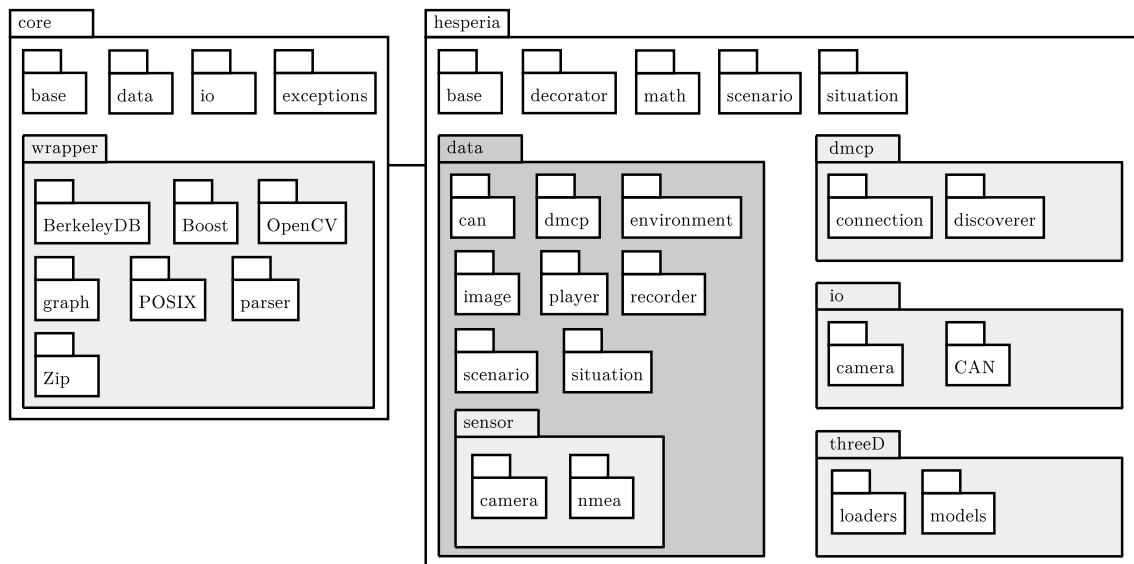 core
base data io exceptions
wrapper
BerkeleyDB Boost OpenCV
graph POSIX parser
Zip
hesperia
base decorator math scenario situation
data
can dmcp environment
image player recorder
scenario situation
sensor
camera nmea
dmcp
connection discoverer
io
camera CAN
threeD
loaders models